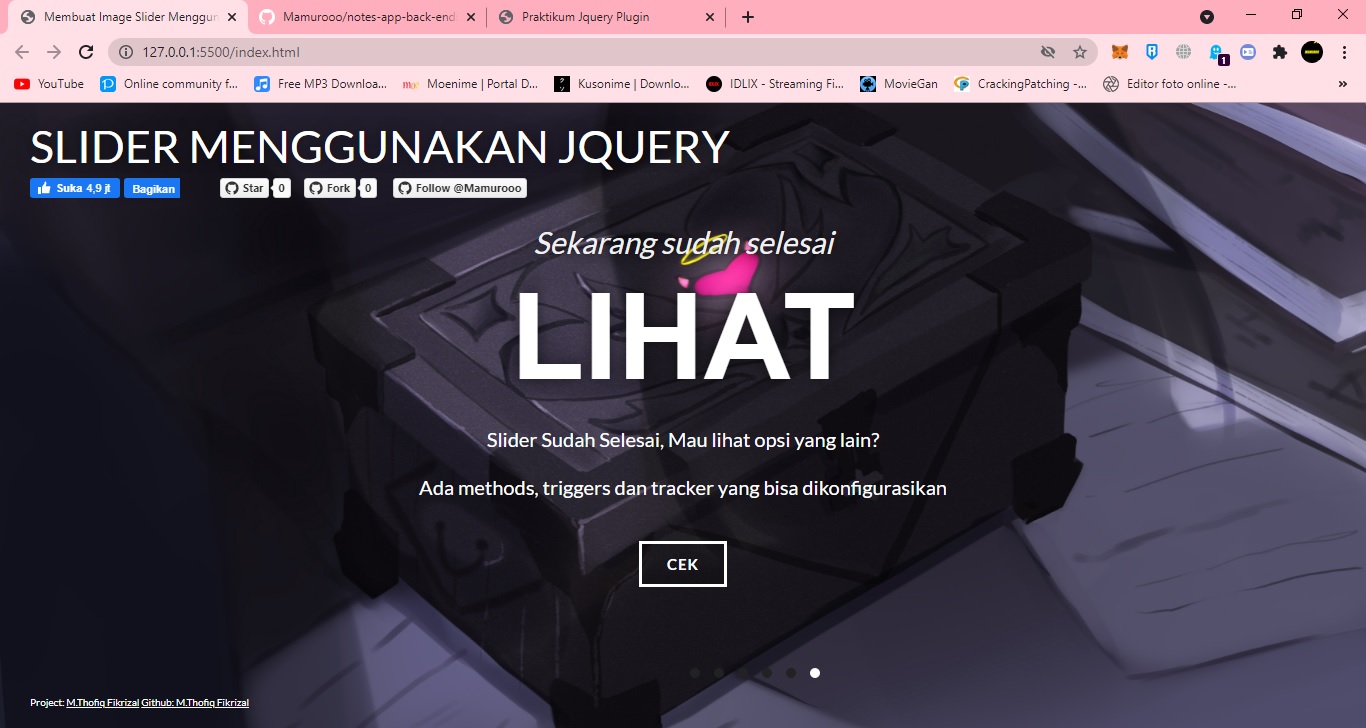 Membuat Image Slider Menggun
Mamurooo/notes-app-back-end:
Praktikum Jquery Plugin
127.0.0.1:5500/index.html
1
YouTube
Online community f...
Free MP3 Downloa...
Moenime | Portal D...
Kusonime | Downlo...
IDLIX - Streaming Fi...
MovieGan
CrackingPatching -...
Editor foto online -...
SLIDER MENGGUNAKAN JQUERY
Suka 4,9 jt
Bagikan
Star 0
Fork 0
Follow @Mamurooo
Sekarang sudah selesai
LIHAT
Slider Sudah Selesai, Mau lihat opsi yang lain?
Ada methods, triggers dan tracker yang bisa dikonfigurasikan
CEK
Project: M.Thofiq Fikrizal Github: M.Thofiq Fikrizal